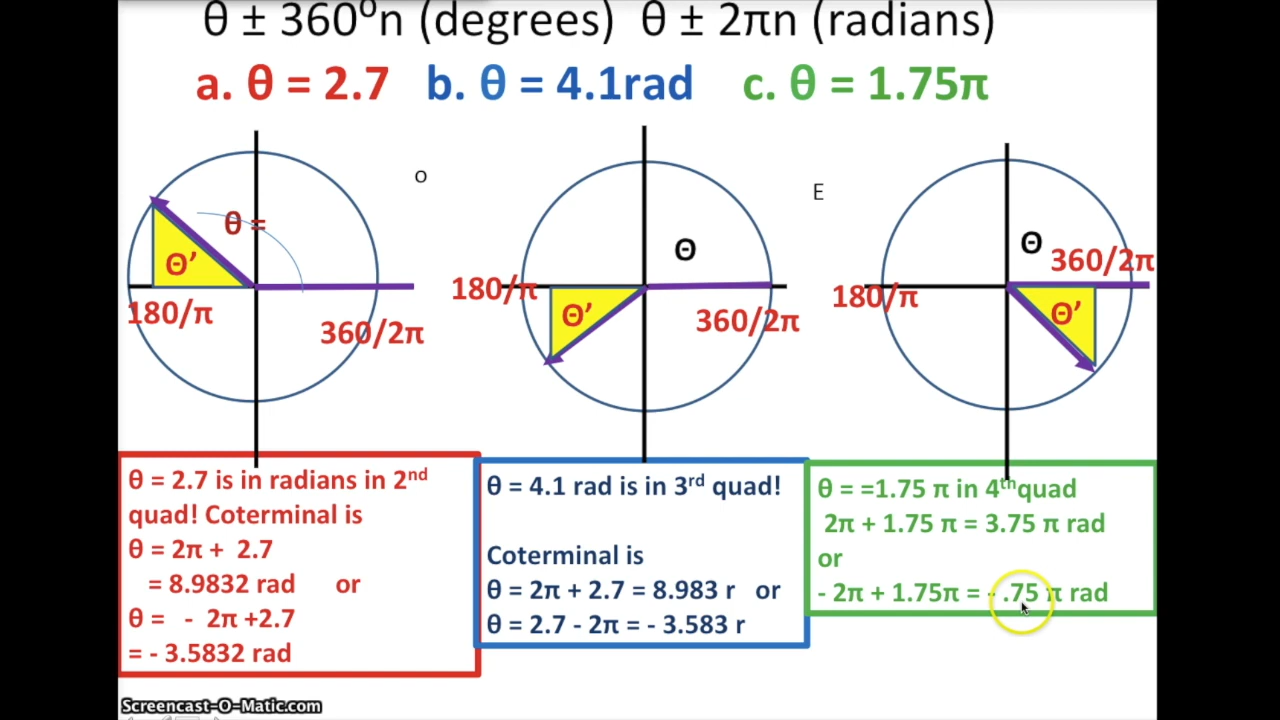 θ ± 360⁰n (degrees) θ ± 2πn (radians)
a. θ = 2.7 b. θ = 4.1rad c. θ = 1.75π
o
E
θ =
Θ’
180/π
360/2π
Θ
180/π
Θ’
360/2π
Θ
360/2π
180/π
Θ’
θ = 2.7 is in radians in 2nd
quad! Coterminal is
θ = 2π + 2.7
= 8.9832 rad or
θ = - 2π +2.7
= - 3.5832 rad
θ = 4.1 rad is in 3rd quad!
Coterminal is
θ = 2π + 2.7 = 8.983 r or
θ = 2.7 - 2π = - 3.583 r
θ = =1.75 π in 4th quad
2π + 1.75 π = 3.75 π rad
or
- 2π + 1.75π = - .75 π rad
Screencast-O-Matic.com